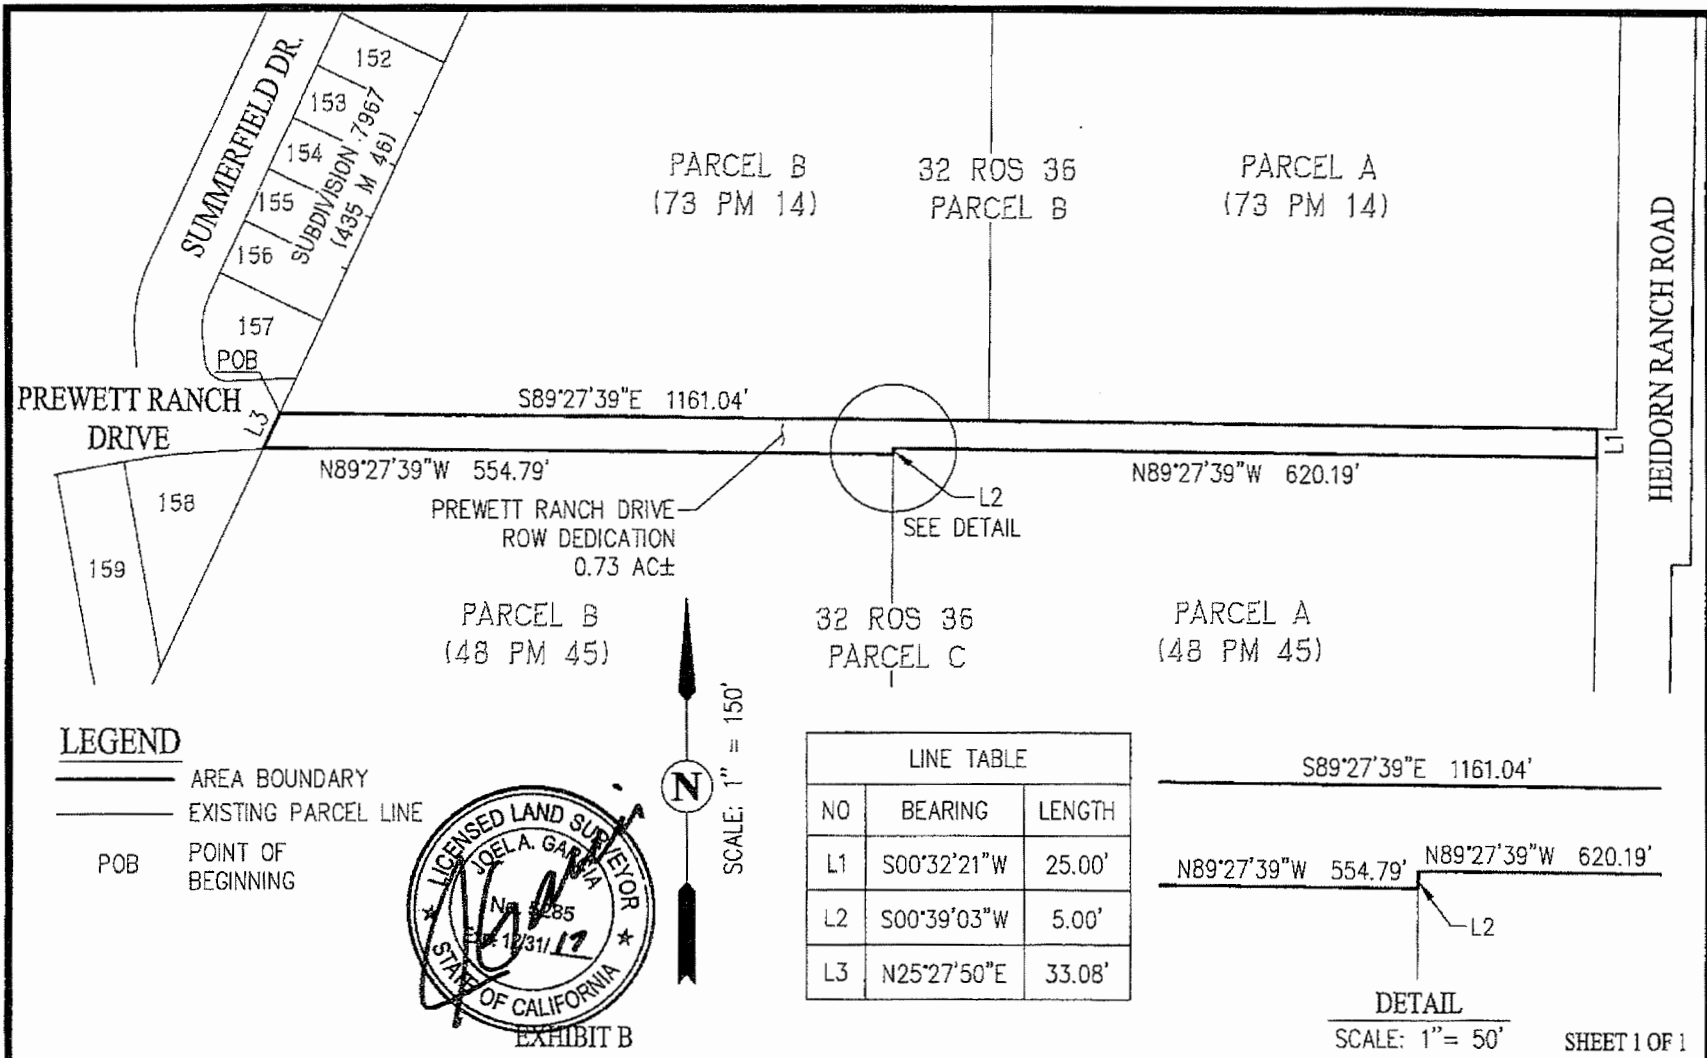 SUMMERFIELD DR.
152
153
154
155
156
157
SUBDIVISION 7967
(435 M 46)
POB
PREWETT RANCH
DRIVE
L3
158
159
PARCEL B
(73 PM 14)
32 ROS 36
PARCEL B
PARCEL A
(73 PM 14)
HEIDORN RANCH ROAD
S89°27'39"E 1161.04'
L1
N89°27'39"W 554.79'
N89°27'39"W 620.19'
PREWETT RANCH DRIVE
ROW DEDICATION
0.73 AC±
L2
SEE DETAIL
PARCEL B
(48 PM 45)
32 ROS 36
PARCEL C
PARCEL A
(48 PM 45)
LEGEND
AREA BOUNDARY
EXISTING PARCEL LINE
POB POINT OF
BEGINNING
LICENSED LAND SURVEYOR
JOEL A. GARCIA
No. 5285
Exp. 12/31/17
STATE OF CALIFORNIA
N
SCALE: 1" = 150'
LINE TABLE
NO BEARING LENGTH
L1 S00°32'21"W 25.00'
L2 S00°39'03"W 5.00'
L3 N25°27'50"E 33.08'
S89°27'39"E 1161.04'
N89°27'39"W 554.79'
N89°27'39"W 620.19'
L2
DETAIL
SCALE: 1"= 50'
EXHIBIT B
SHEET 1 OF 1